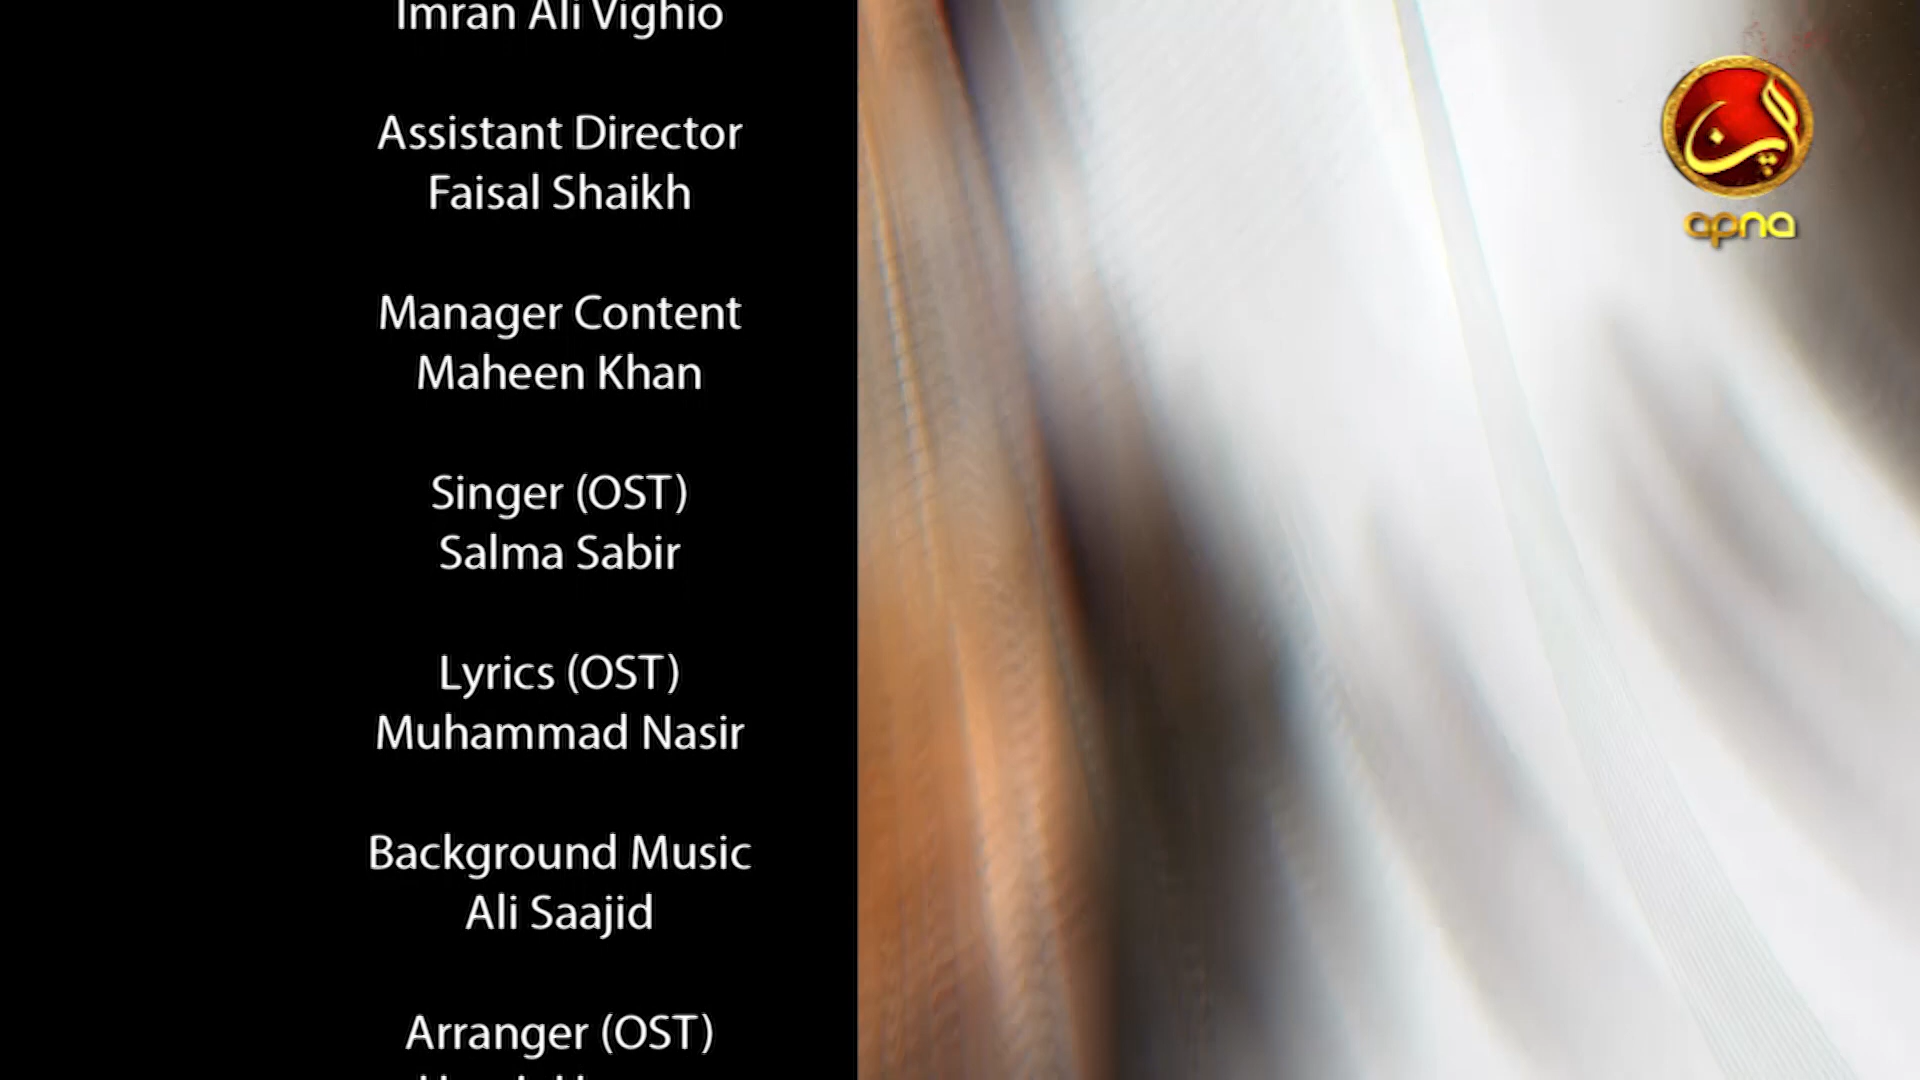 Imran Ali Vighio
Assistant Director
Faisal Shaikh
Manager Content
Maheen Khan
Singer (OST)
Salma Sabir
Lyrics (OST)
Muhammad Nasir
Background Music
Ali Saajid
Arranger (OST)
اپنا
apna